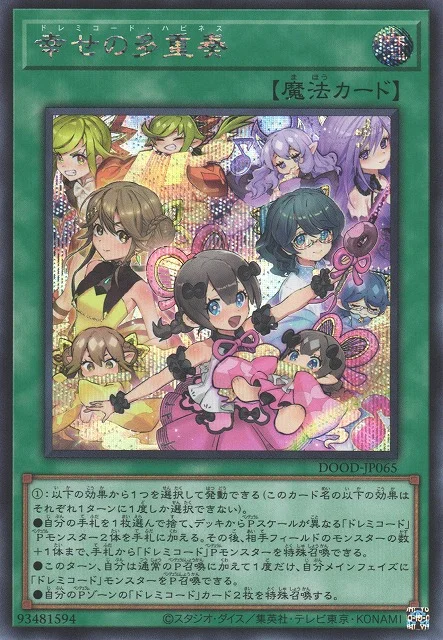 ドレミコード・ハピネス
幸せの多重奏
【魔法カード】
DOOD-JP065
①：以下の効果から１つを選択して発動できる（このカード名の以下の効果は
それぞれ１ターンに１度しか選択できない）。
●自分の手札を１枚選んで捨て、デッキからＰスケールが異なる「ドレミコード」
Ｐモンスター２体を手札に加える。その後、相手フィールドのモンスターの数
＋１体まで、手札から「ドレミコード」Ｐモンスターを特殊召喚できる。
●このターン、自分は通常のＰ召喚に加えて１度だけ、自分メインフェイズに
「ドレミコード」モンスターをＰ召喚できる。
●自分のＰゾーンの「ドレミコード」カード２枚を特殊召喚する。
93481594
©スタジオ・ダイス／集英社・テレビ東京・KONAMI